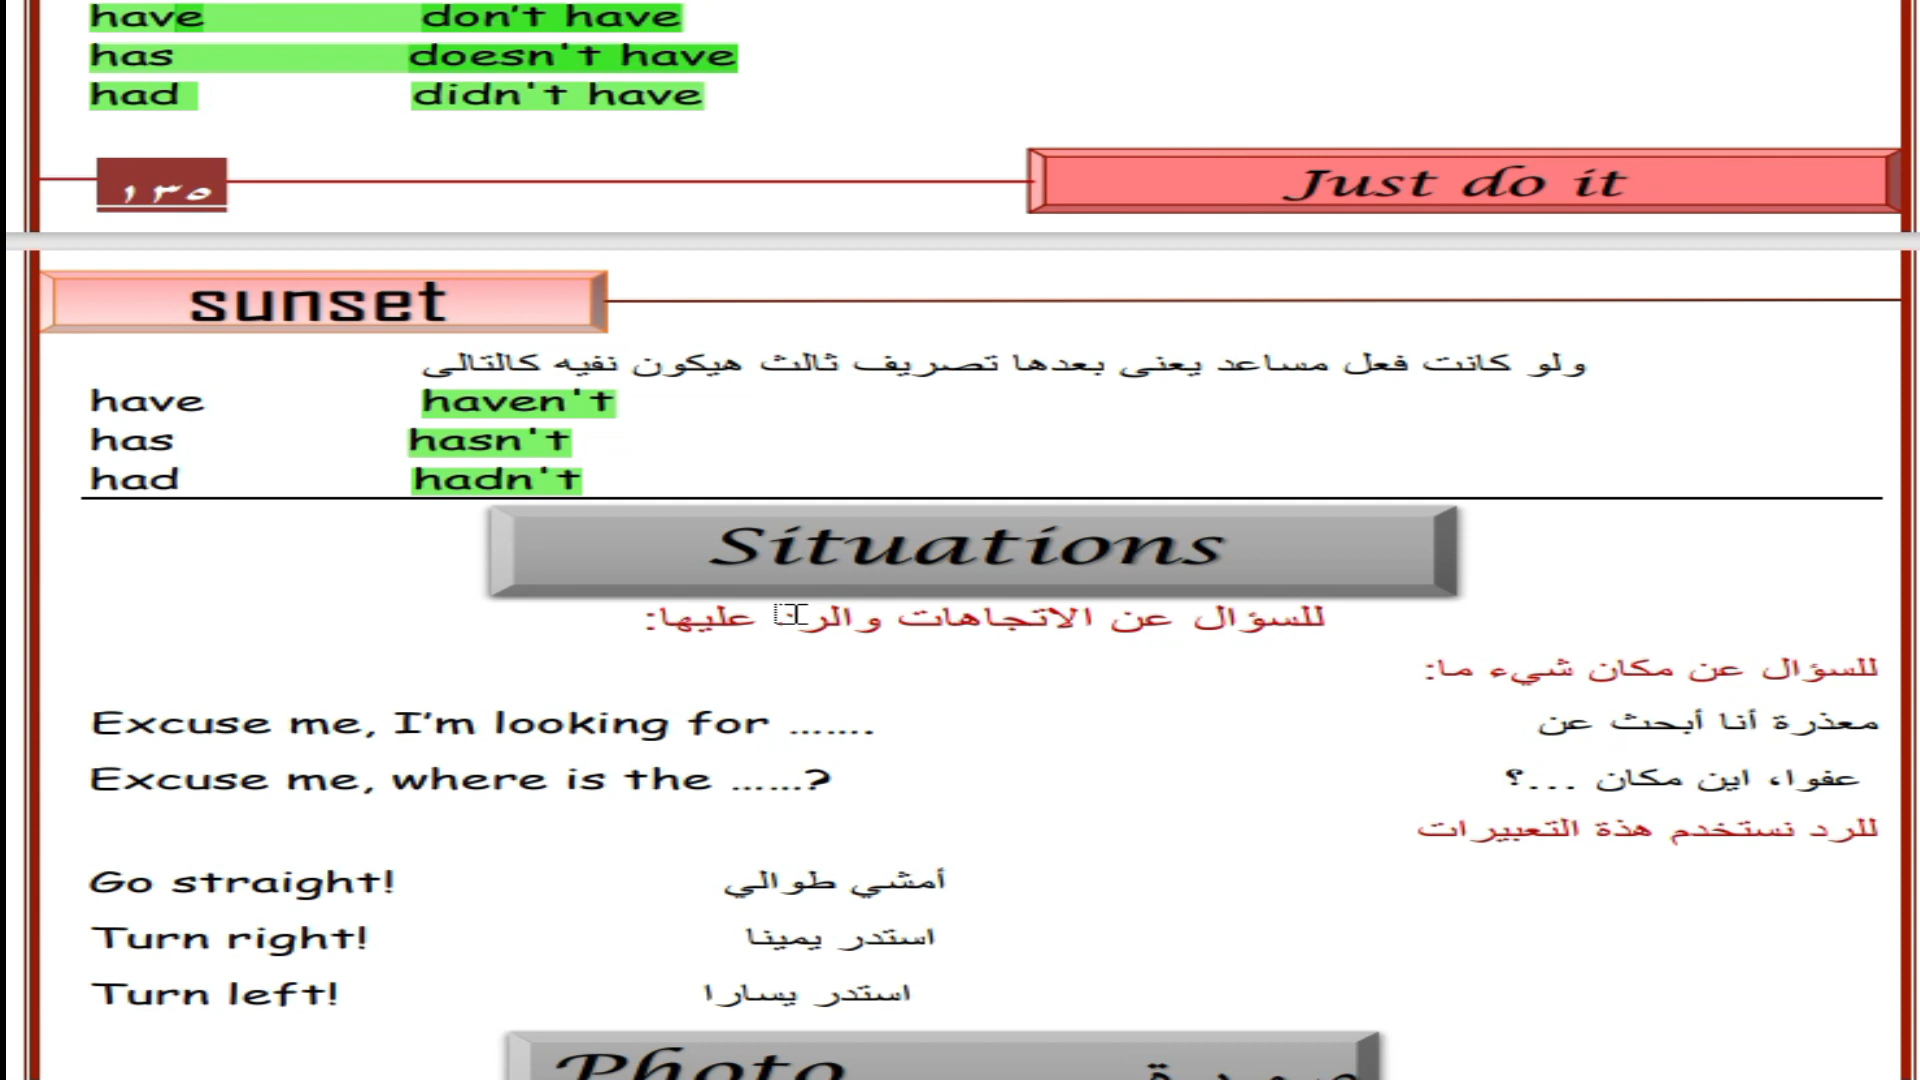 have don't have
has doesn't have
had didn't have
١٣٥ Just do it
sunset
ولو كانت فعل مساعد يعنى بعدها تصريف ثالث هيكون نفيه كالتالى
have haven't
has hasn't
had hadn't
Situations
للسؤال عن الاتجاهات والرد عليها:
للسؤال عن مكان شيء ما:
Excuse me, I'm looking for ....... معذرة أنا أبحث عن
Excuse me, where is the ......? عفوا، اين مكان ...؟
للرد نستخدم هذة التعبيرات
Go straight! أمشي طوالي
Turn right! استدر يمينا
Turn left! استدر يسارا
Photo